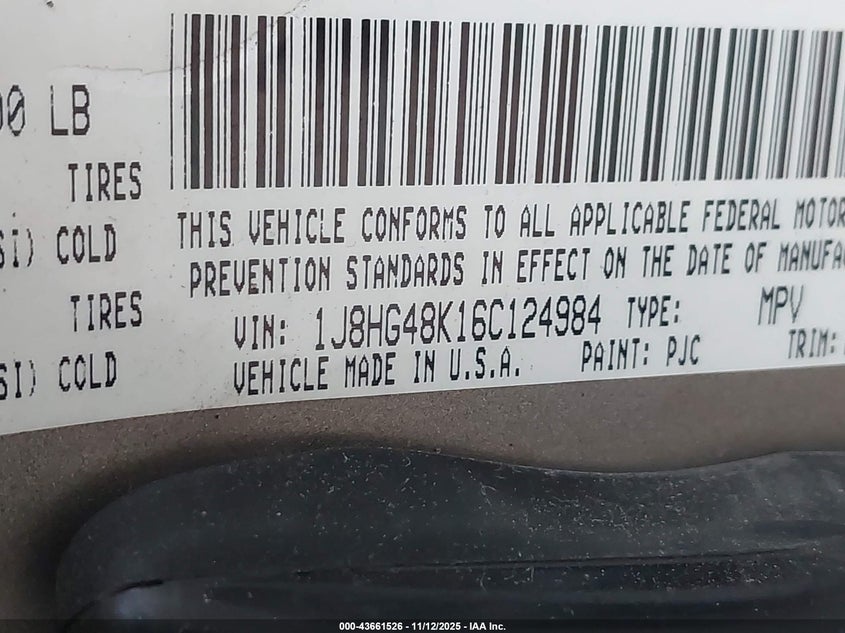 00 LB
TIRES
SI) COLD
TIRES
SI) COLD
THIS VEHICLE CONFORMS TO ALL APPLICABLE FEDERAL MOTOR
PREVENTION STANDARDS IN EFFECT ON THE DATE OF MANUFA
VIN: 1J8HG48K16C124984 TYPE: MPV
VEHICLE MADE IN U.S.A. PAINT: PJC TRIM:
000-43661526 - 11/12/2025 - IAA Inc.